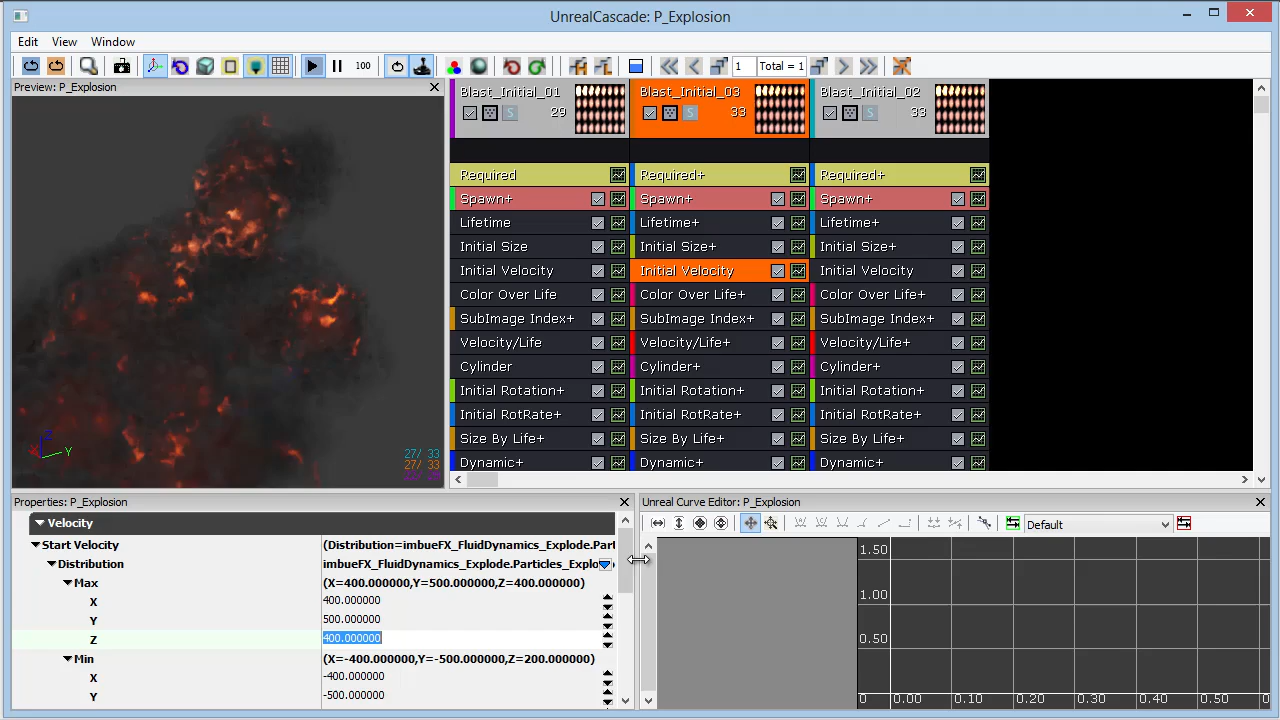 UnrealCascade: P_Explosion
Edit View Window
100 1 Total = 1
Preview: P_Explosion
Z
X Y
27/ 33
27/ 33
Blast_Initial_01 Blast_Initial_03 Blast_Initial_02
S 29 S 33 S 33
Required Required+ Required+
Spawn+ Spawn+ Spawn+
Lifetime Lifetime+ Lifetime+
Initial Size Initial Size+ Initial Size+
Initial Velocity Initial Velocity Initial Velocity
Color Over Life Color Over Life+ Color Over Life+
SubImage Index+ SubImage Index+ SubImage Index+
Velocity/Life Velocity/Life+ Velocity/Life+
Cylinder Cylinder+ Cylinder+
Initial Rotation+ Initial Rotation+ Initial Rotation+
Initial RotRate+ Initial RotRate+ Initial RotRate+
Size By Life+ Size By Life+ Size By Life+
Dynamic+ Dynamic+ Dynamic+
Properties: P_Explosion
Velocity
Start Velocity (Distribution=imbueFX_FluidDynamics_Explode.Part
Distribution imbueFX_FluidDynamics_Explode.Particles_Explo
Max (X=400.000000,Y=500.000000,Z=400.000000)
X 400.000000
Y 500.000000
Z 400.000000
Min (X=-400.000000,Y=-500.000000,Z=200.000000)
X -400.000000
Y -500.000000
Unreal Curve Editor: P_Explosion
Default
1.50
1.00
0.50
0 0.00 0.10 0.20 0.30 0.40 0.50